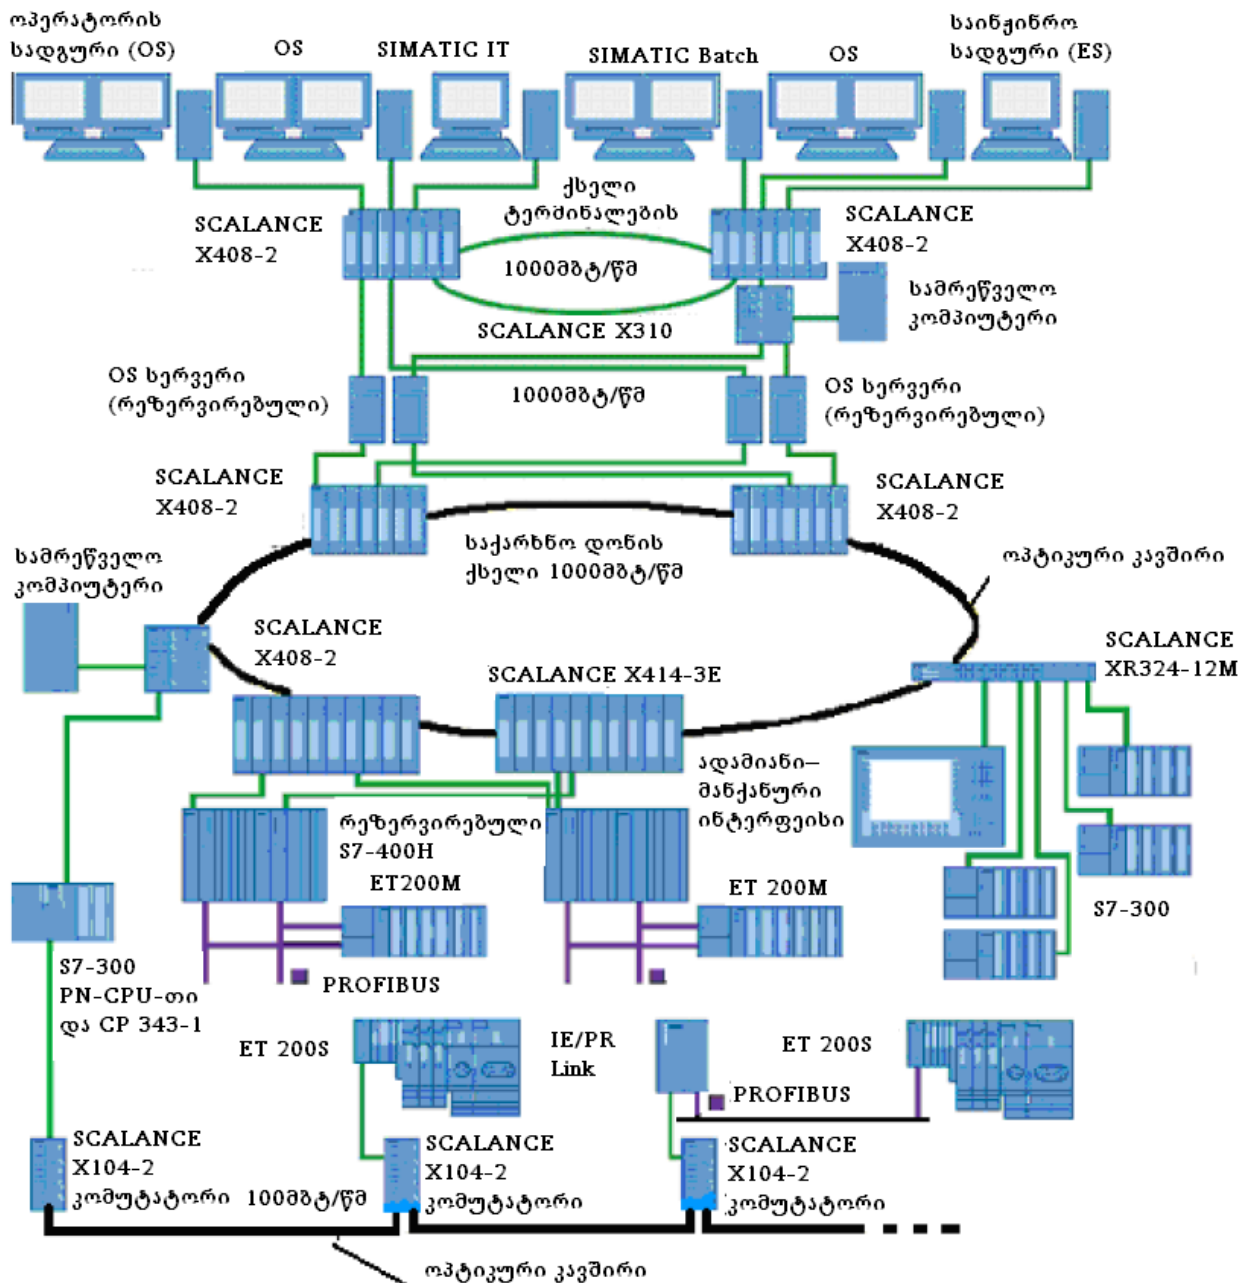 ოპერატორის
სადგური (OS)
OS
SIMATIC IT
SIMATIC Batch
OS
საინჟინრო
სადგური (ES)
SCALANCE
X408-2
ქსელი
ტერმინალების
1000მბტ/წმ
SCALANCE
X408-2
სამრეწველო
კომპიუტერი
SCALANCE X310
OS სერვერი
(რეზერვირებული)
1000მბტ/წმ
OS სერვერი
(რეზერვირებული)
SCALANCE
X408-2
SCALANCE
X408-2
საქარხნო დონის
ქსელი 1000მბტ/წმ
ოპტიკური კავშირი
სამრეწველო
კომპიუტერი
SCALANCE
X408-2
SCALANCE X414-3E
SCALANCE
XR324-12M
ადამიანი–
მანქანური
ინტერფეისი
რეზერვირებული
S7-400H
ET200M
ET 200M
S7-300
S7-300
PN-CPU-თი
და CP 343-1
PROFIBUS
PROFIBUS
ET 200S
IE/PR
Link
ET 200S
PROFIBUS
SCALANCE
X104-2
კომუტატორი
100მბტ/წმ
SCALANCE
X104-2
კომუტატორი
SCALANCE
X104-2
კომუტატორი
ოპტიკური კავშირი